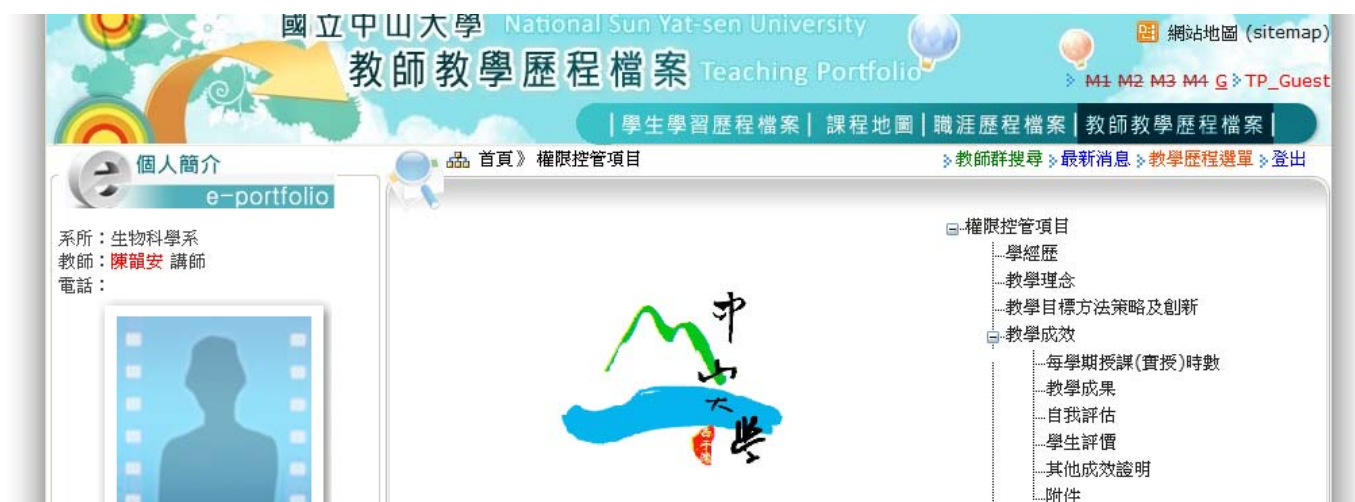 國立中山大學 National Sun Yat-sen University
教師教學歷程檔案 Teaching Portfolio
網站地圖 (sitemap)
M1 M2 M3 M4 G TP_Guest
|學生學習歷程檔案| 課程地圖|職涯歷程檔案|教師教學歷程檔案|
個人簡介
e-portfolio
首頁》權限控管項目
教師群搜尋 最新消息 教學歷程選單 登出
系所：生物科學系
教師：陳韻安 講師
電話：
中山大學
權限控管項目
學經歷
教學理念
教學目標方法策略及創新
教學成效
每學期授課(實授)時數
教學成果
自我評估
學生評價
其他成效證明
附件